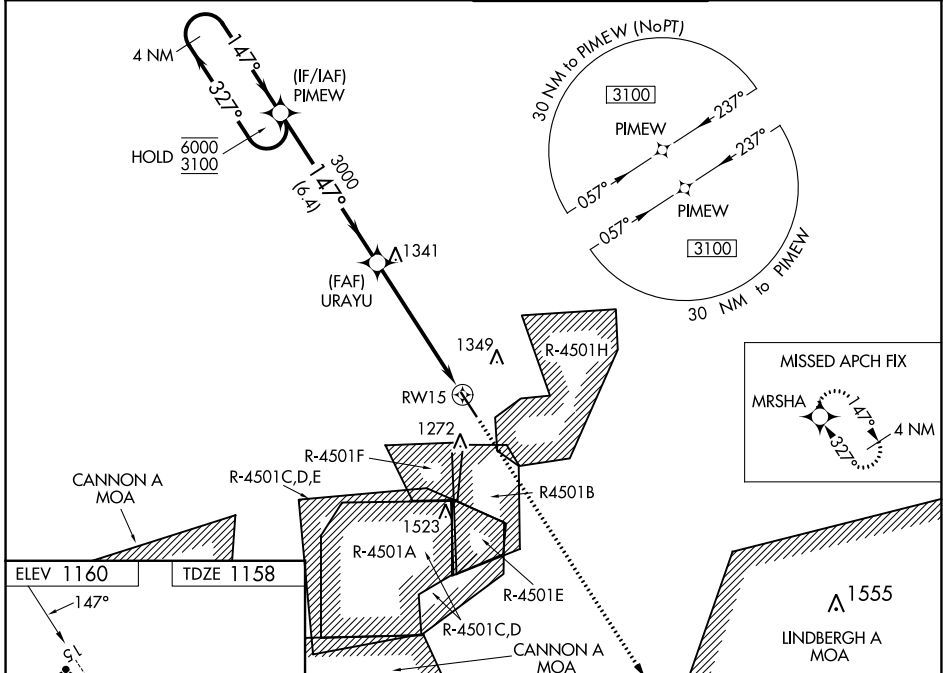 4 NM
147°
327°
(IF/IAF)
PIMEW
HOLD
6000
3100
3000
147°
(6.4)
30 NM to PIMEW (NoPT)
3100
PIMEW
237°
057°
237°
057°
PIMEW
3100
30 NM to PIMEW
1341
(FAF)
URAYU
1349
R-4501H
RW15
MISSED APCH FIX
MRSHA
147°
327°
4 NM
1272
R-4501F
R-4501C,D,E
R4501B
CANNON A
MOA
1523
R-4501A
R-4501E
R-4501C,D
CANNON A
MOA
1555
LINDBERGH A
MOA
ELEV 1160
TDZE 1158
147°
15